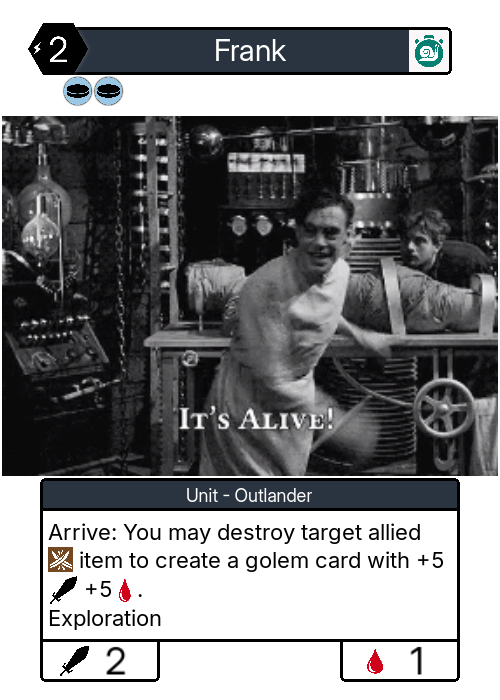 2
Frank
It's Alive!
Unit - Outlander
Arrive: You may destroy target allied
item to create a golem card with +5
+5 .
Exploration
2
1